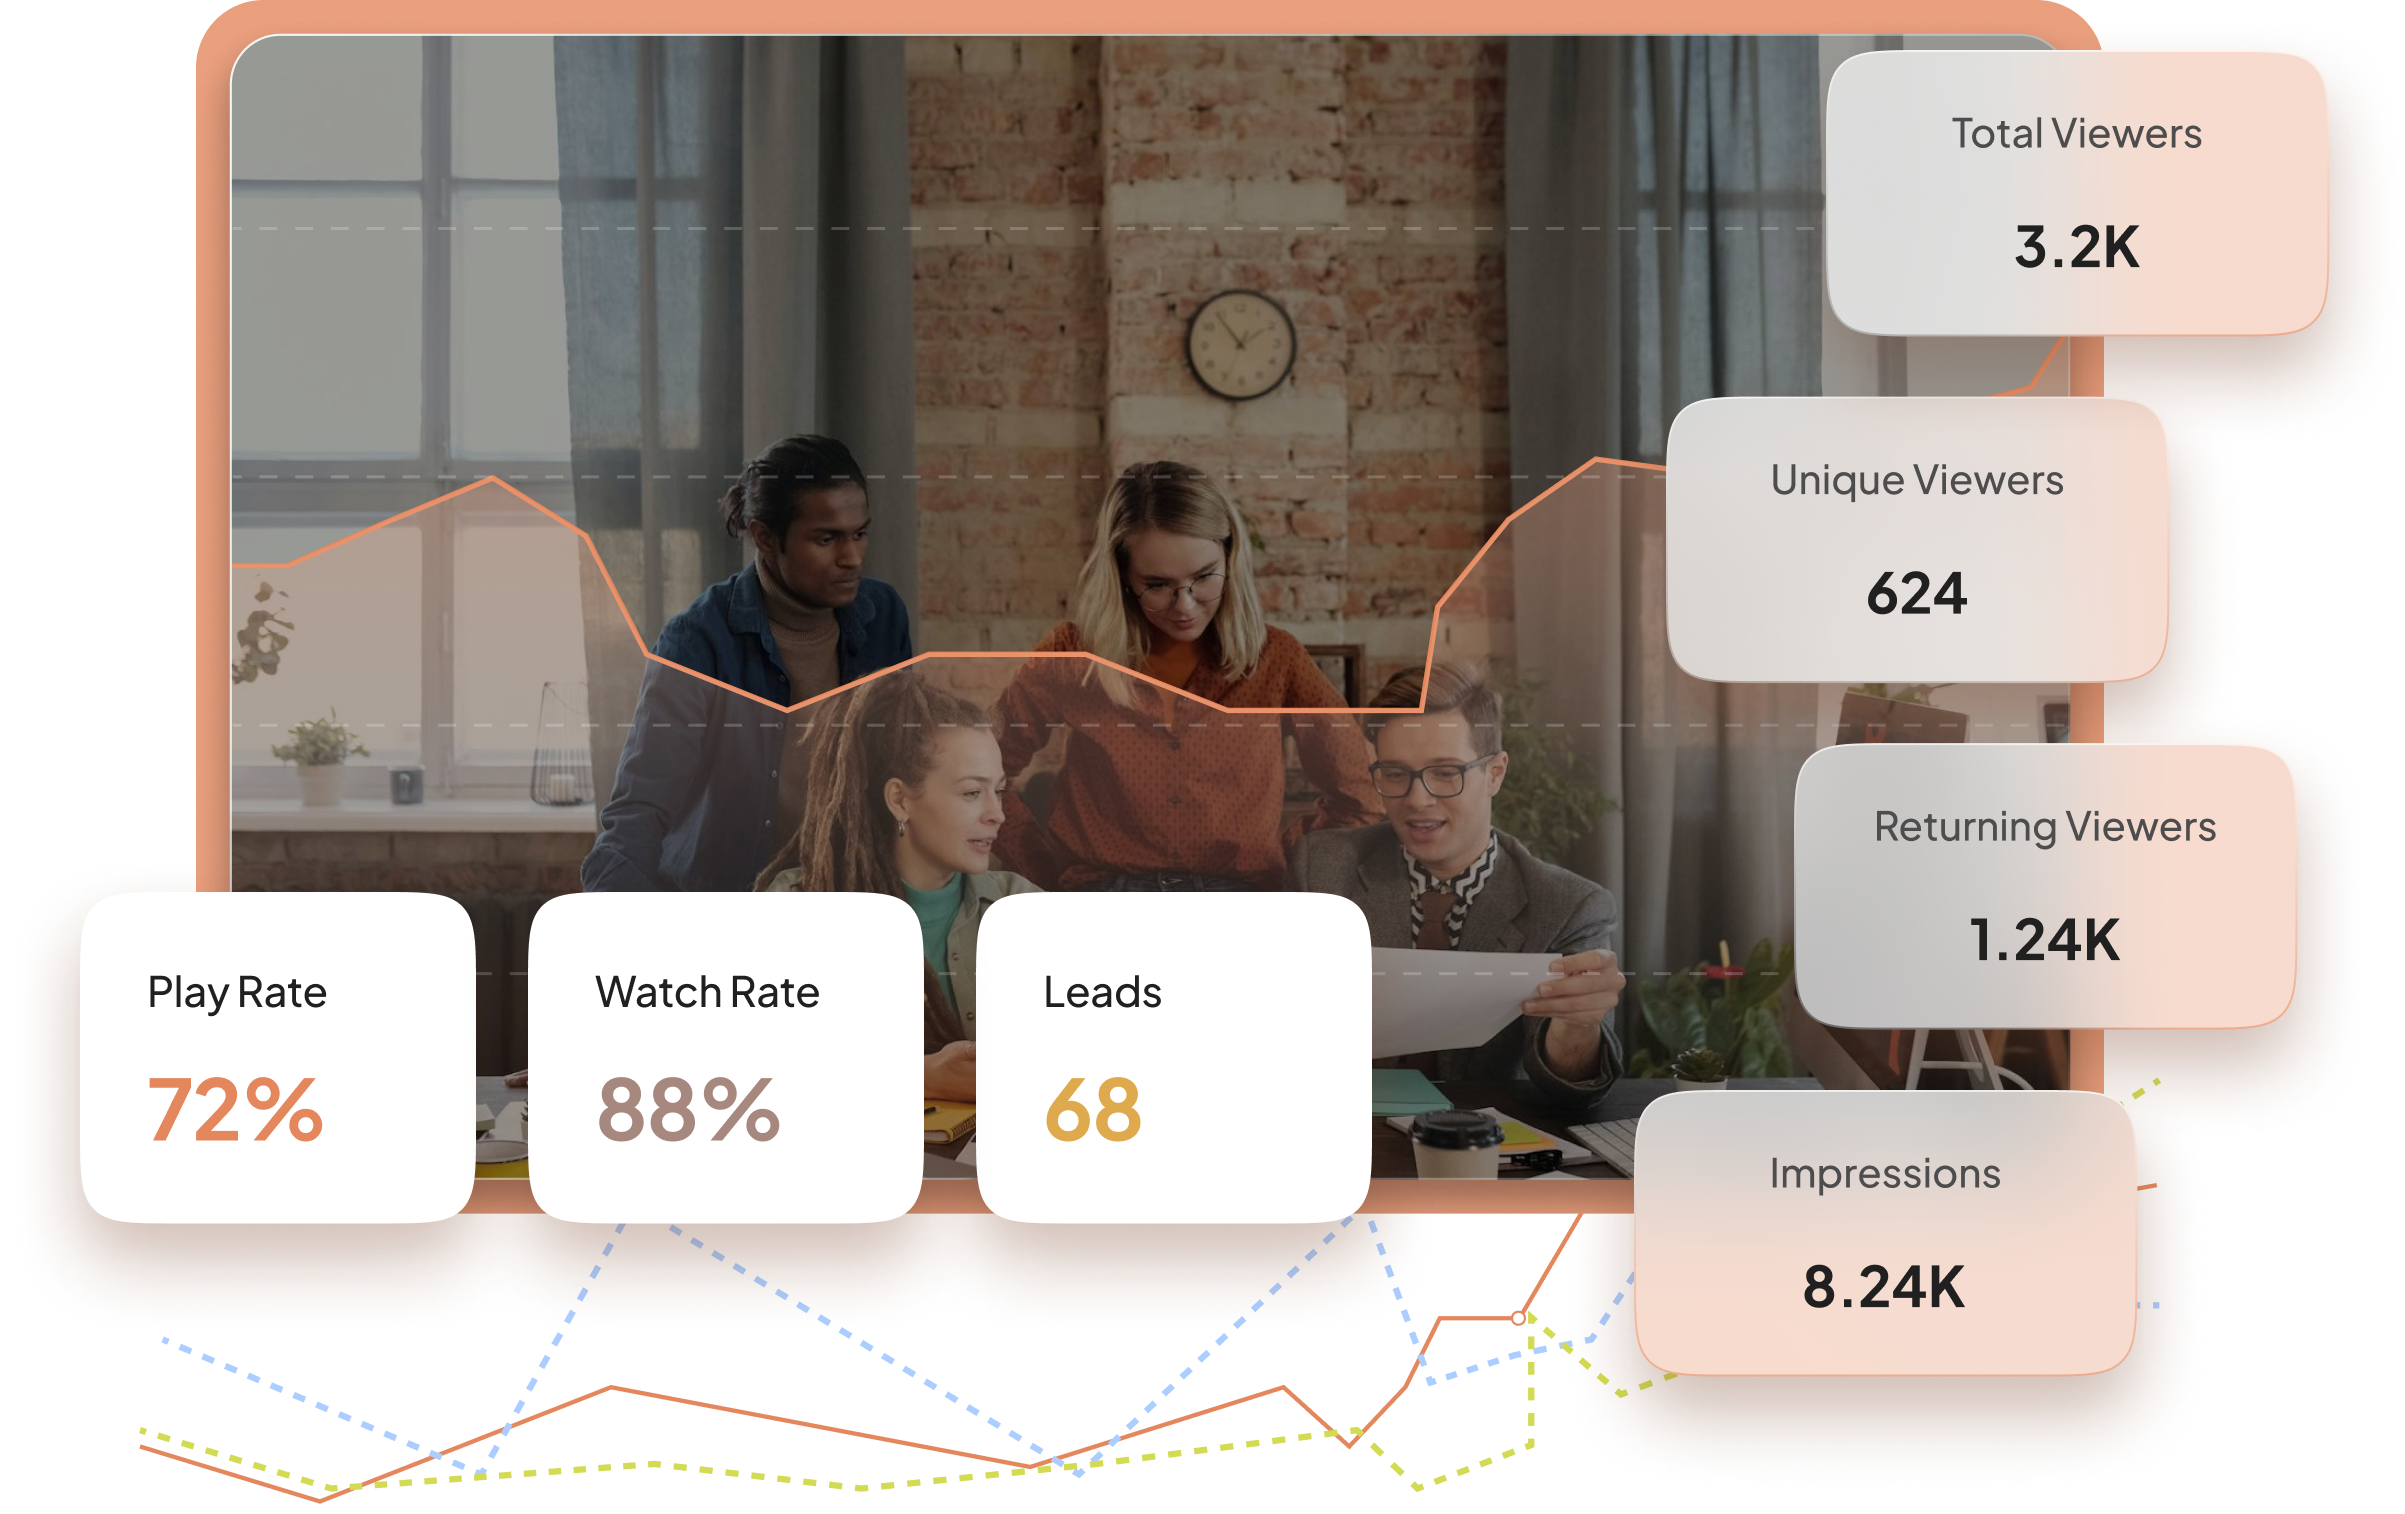 Total Viewers
3.2K
Unique Viewers
624
Returning Viewers
1.24K
Play Rate
72%
Watch Rate
88%
Leads
68
Impressions
8.24K